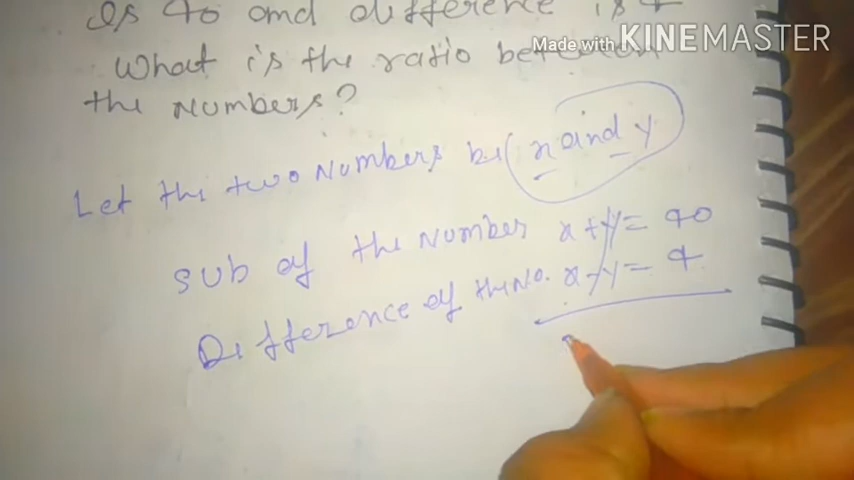 Is 40 and difference is 4
What is the ratio between
the Numbers?
Made with KINEMASTER
Let the two Numbers be x and y
Sub of the Number x+y= 40
Difference of the No. x-y= 4